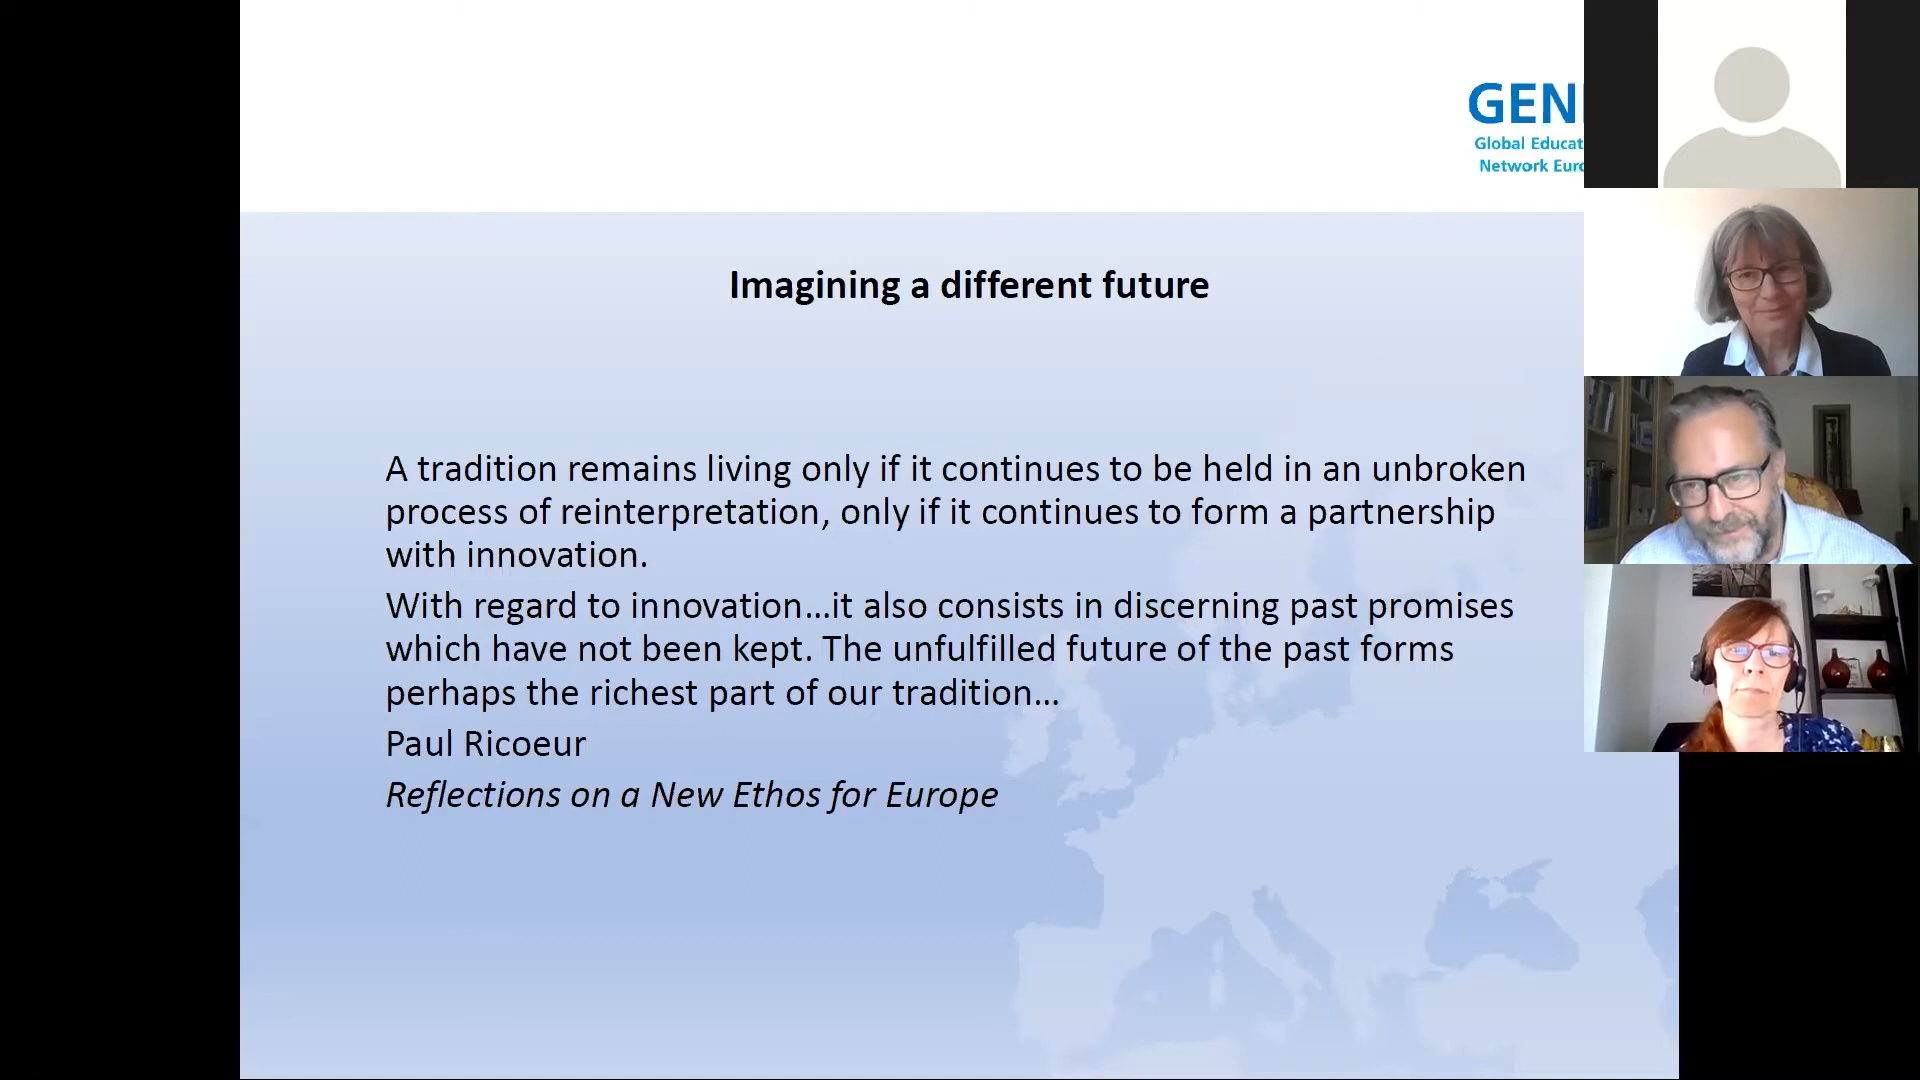 GEN
Global Educat
Network Euro
Imagining a different future
A tradition remains living only if it continues to be held in an unbroken
process of reinterpretation, only if it continues to form a partnership
with innovation.
With regard to innovation…it also consists in discerning past promises
which have not been kept. The unfulfilled future of the past forms
perhaps the richest part of our tradition…
Paul Ricoeur
Reflections on a New Ethos for Europe